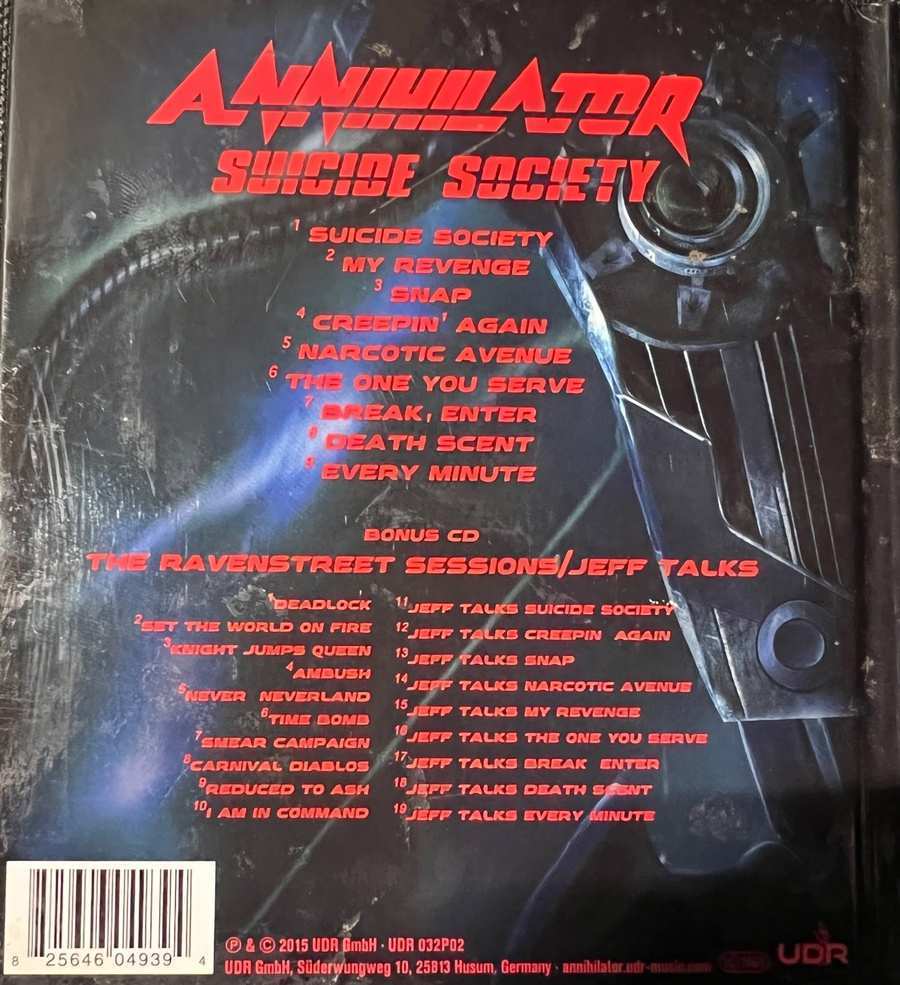 ANNIHILATOR
SUICIDE SOCIETY
1 SUICIDE SOCIETY
2 MY REVENGE
3 SNAP
4 CREEPIN' AGAIN
5 NARCOTIC AVENUE
6 THE ONE YOU SERVE
7 BREAK, ENTER
8 DEATH SCENT
9 EVERY MINUTE
BONUS CD
THE RAVENSTREET SESSIONS/JEFF TALKS
1 DEADLOCK
2 SET THE WORLD ON FIRE
3 KNIGHT JUMPS QUEEN
4 AMBUSH
5 NEVER NEVERLAND
6 TIME BOMB
7 SMEAR CAMPAIGN
8 CARNIVAL DIABLOS
9 REDUCED TO ASH
10 I AM IN COMMAND
11 JEFF TALKS SUICIDE SOCIETY
12 JEFF TALKS CREEPIN AGAIN
13 JEFF TALKS SNAP
14 JEFF TALKS NARCOTIC AVENUE
15 JEFF TALKS MY REVENGE
16 JEFF TALKS THE ONE YOU SERVE
17 JEFF TALKS BREAK ENTER
18 JEFF TALKS DEATH SCENT
19 JEFF TALKS EVERY MINUTE
8 25646 04939 4
℗ & © 2015 UDR GmbH · UDR 032P02
UDR GmbH, Süderwungweg 10, 25813 Husum, Germany · annihilator.udr-music.com
UDR